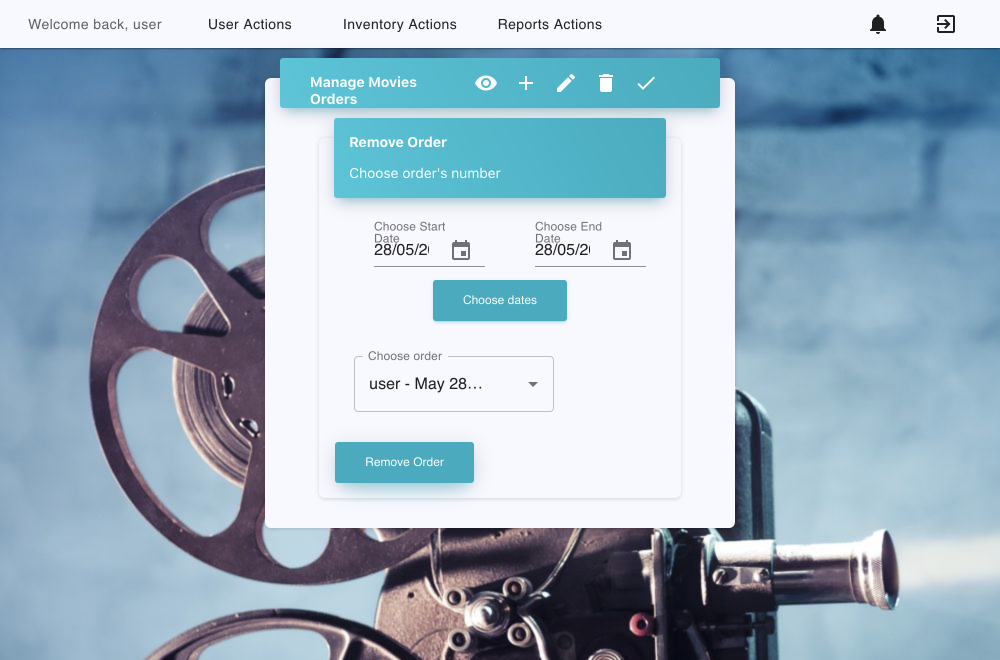 Welcome back, user
User Actions
Inventory Actions
Reports Actions
Manage Movies
Orders
Remove Order
Choose order's number
Choose Start
Date
28/05/2
Choose End
Date
28/05/2
Choose dates
Choose order
user - May 28…
Remove Order